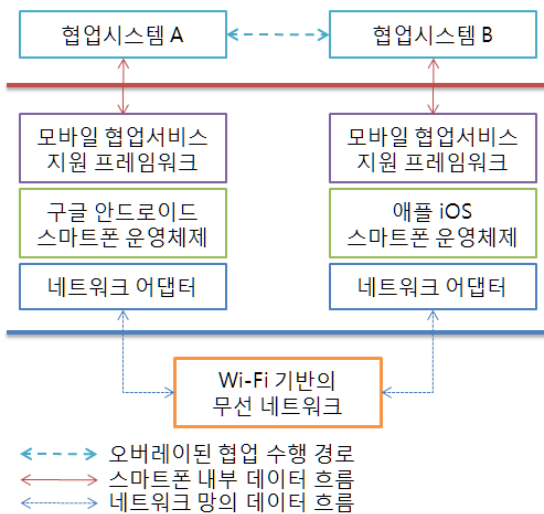 협업시스템 A
협업시스템 B
모바일 협업서비스
지원 프레임워크
모바일 협업서비스
지원 프레임워크
구글 안드로이드
스마트폰 운영체제
애플 iOS
스마트폰 운영체제
네트워크 어댑터
네트워크 어댑터
Wi-Fi 기반의
무선 네트워크
오버레이된 협업 수행 경로
스마트폰 내부 데이터 흐름
네트워크 망의 데이터 흐름